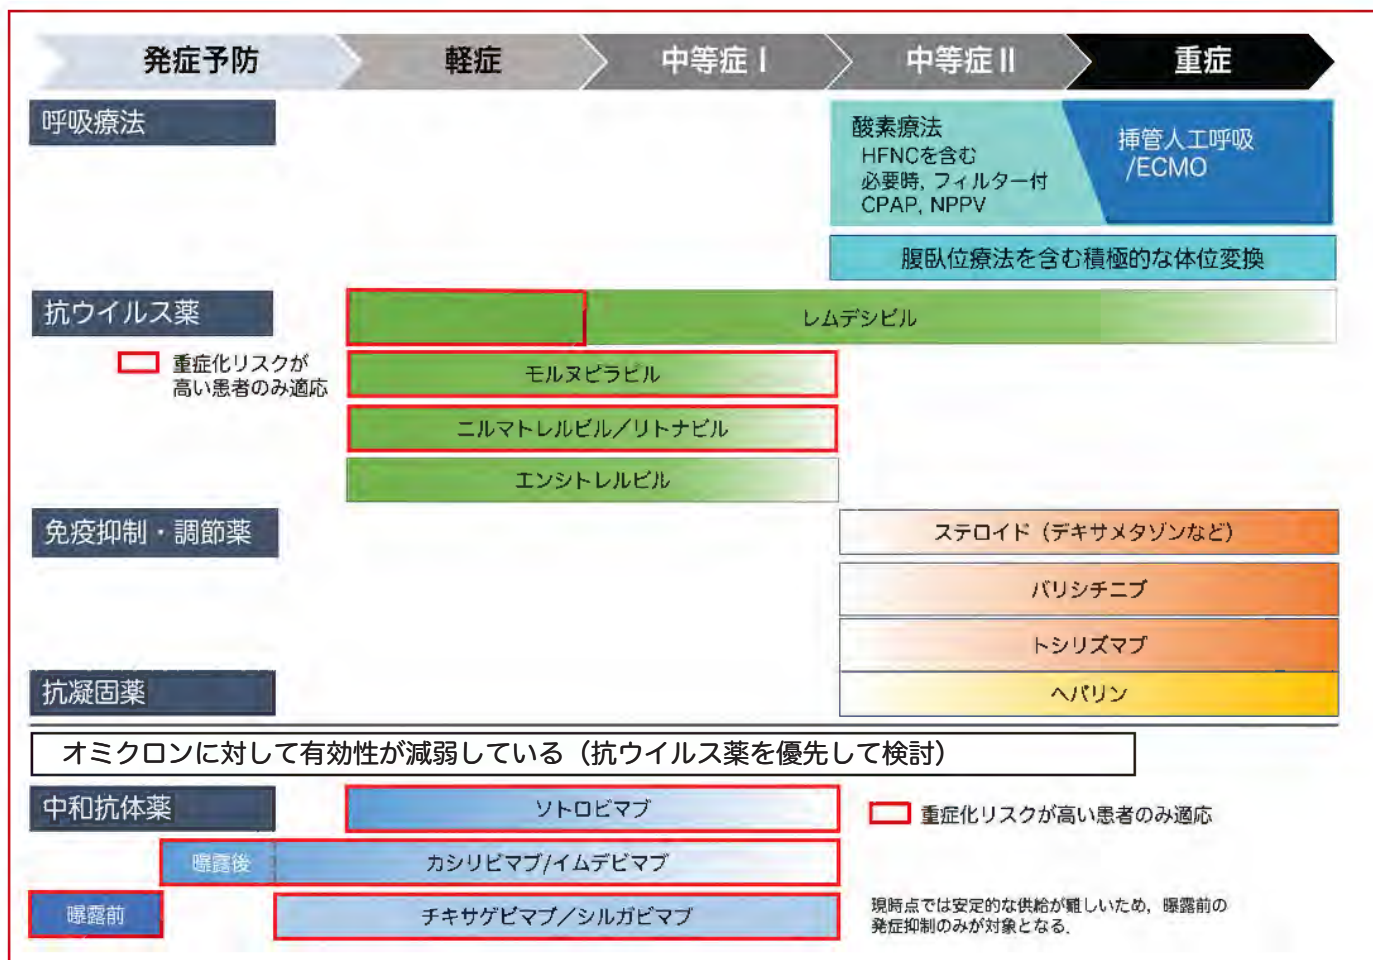 発症予防
軽症
中等症 I
中等症 II
重症
呼吸療法
酸素療法
HFNCを含む
必要時, フィルター付
CPAP, NPPV
挿管人工呼吸
/ECMO
腹臥位療法を含む積極的な体位変換
抗ウイルス薬
重症化リスクが
高い患者のみ適応
レムデシビル
モルヌピラビル
ニルマトレルビル／リトナビル
エンシトレルビル
免疫抑制・調節薬
ステロイド（デキサメタゾンなど）
バリシチニブ
トシリズマブ
抗凝固薬
ヘパリン
オミクロンに対して有効性が減弱している（抗ウイルス薬を優先して検討）
中和抗体薬
ソトロビマブ
重症化リスクが高い患者のみ適応
曝露後
カシリビマブ/イムデビマブ
曝露前
チキサゲビマブ／シルガビマブ
現時点では安定的な供給が難しいため，曝露前の
発症抑制のみが対象となる．